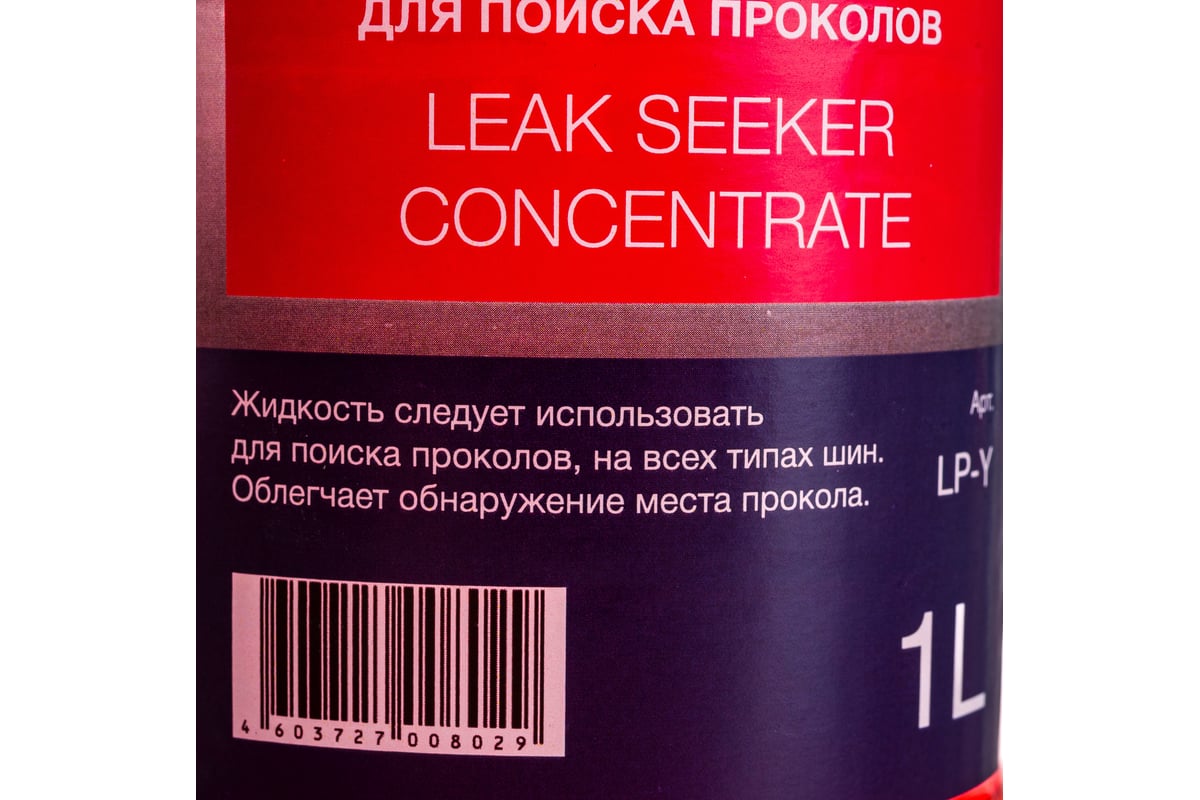 ДЛЯ ПОИСКА ПРОКОЛОВ
LEAK SEEKER
CONCENTRATE
Жидкость следует использовать
для поиска проколов, на всех типах шин.
Облегчает обнаружение места прокола.
Арт.
LP-Y
1L
4 603727 008029